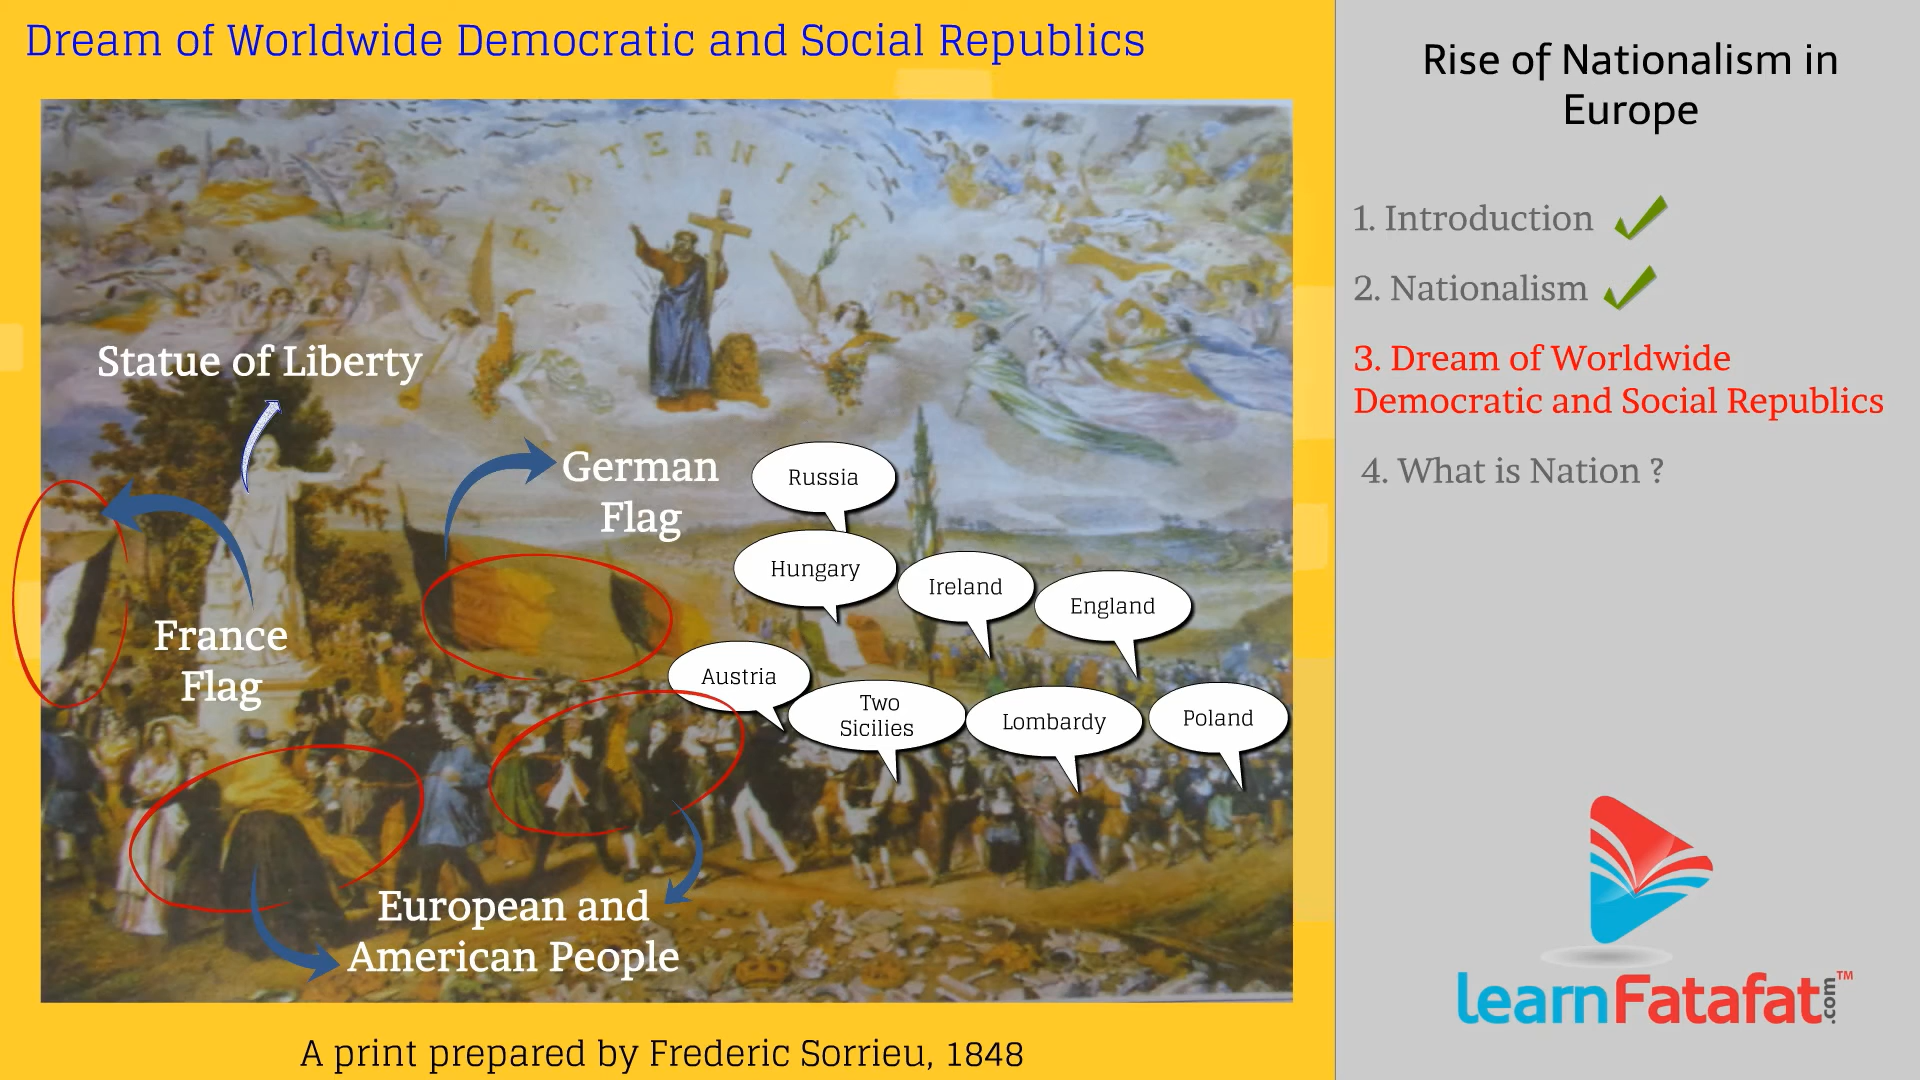 Dream of Worldwide Democratic and Social Republics
TERNITE
Statue of Liberty
German
Flag
Russia
Hungary
Ireland
England
France
Flag
Austria
Two
Sicilies
Lombardy
Poland
European and
American People
A print prepared by Frederic Sorrieu, 1848
Rise of Nationalism in
Europe
1. Introduction
2. Nationalism
3. Dream of Worldwide
Democratic and Social Republics
4. What is Nation ?
learnFatafat.com™